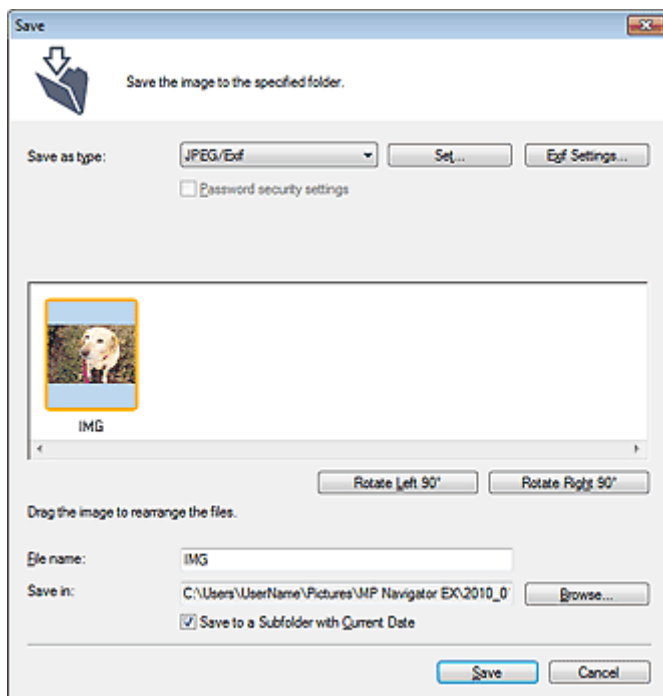 Save
Save the image to the specified folder.
Save as type: JPEG/Exif Set... Exif Settings...
Password security settings
IMG
Rotate Left 90° Rotate Right 90°
Drag the image to rearrange the files.
File name: IMG
Save in: C:\Users\UserName\Pictures\MP Navigator EX\2010_0 Browse...
Save to a Subfolder with Current Date
Save Cancel